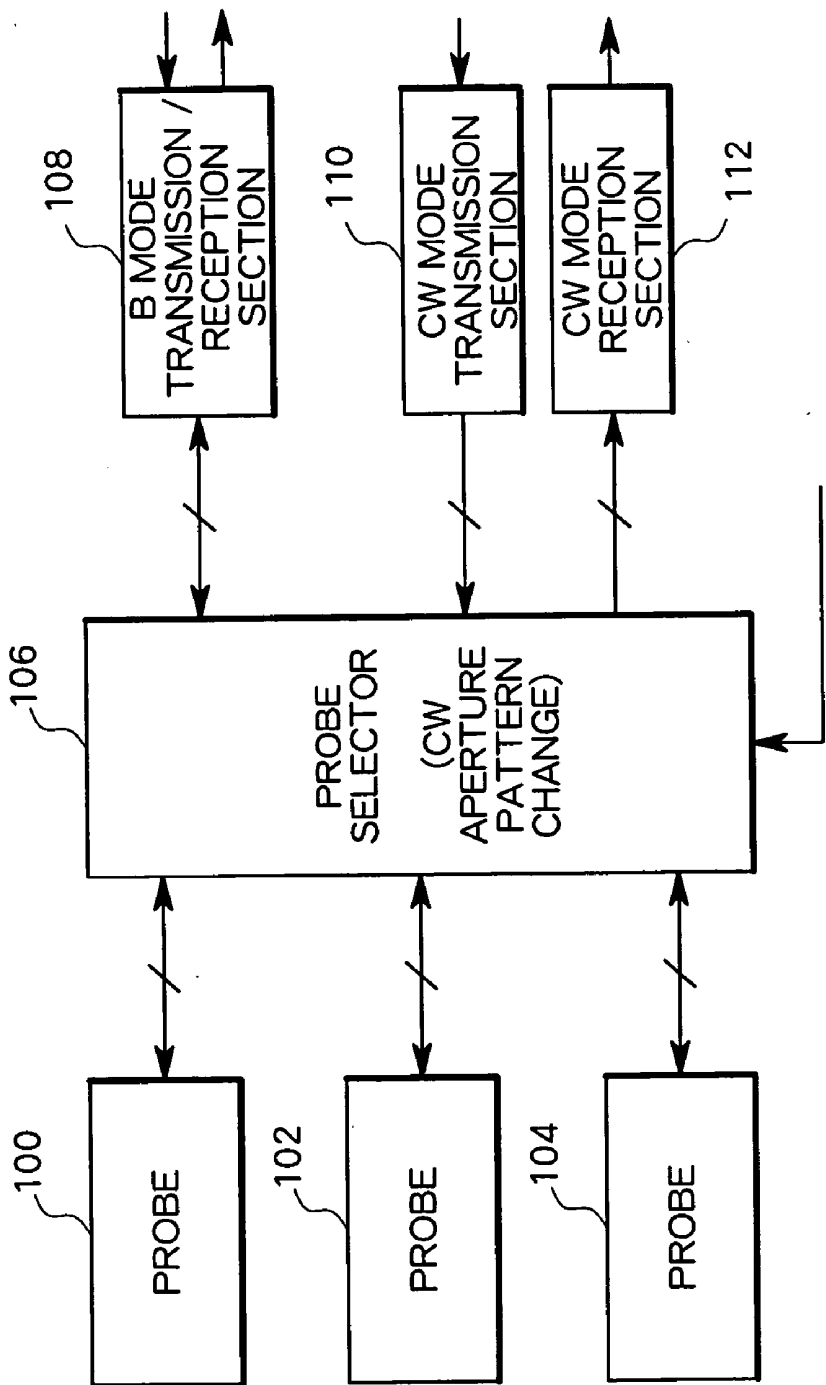 100
PROBE
102
PROBE
104
PROBE
106
PROBE
SELECTOR
(CW
APERTURE
PATTERN
CHANGE)
108
B MODE
TRANSMISSION /
RECEPTION
SECTION
110
CW MODE
TRANSMISSION
SECTION
CW MODE
RECEPTION
SECTION
112